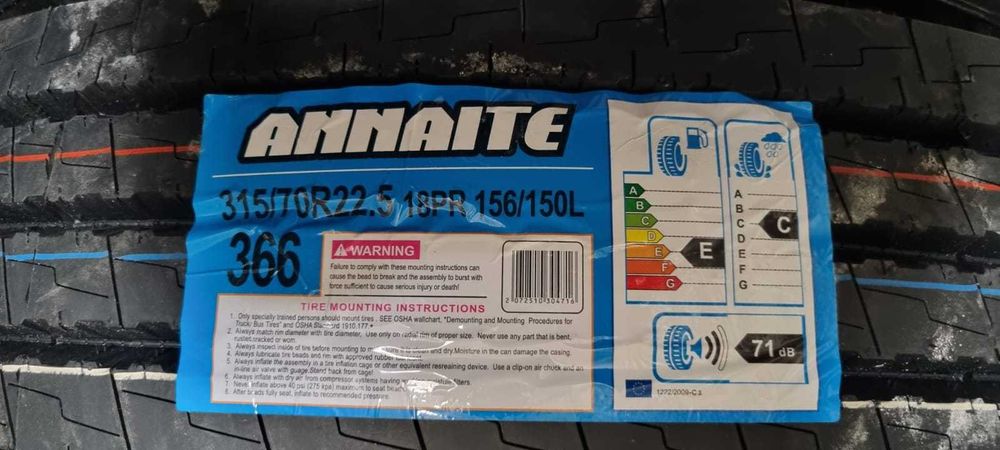 ANNAITE
315/70R22.5 18PR 156/150L
366
WARNING
Failure to comply with these mounting instructions can
cause the bead to break and the assembly to burst with
force sufficient to cause serious injury or death!
2 072510 304716
TIRE MOUNTING INSTRUCTIONS
1. Only specially trained persons should mount tires. SEE OSHA wallchart. "Demounting and Mounting Procedures for
Truck/ Bus Tires" and OSHA Standard 1910.177.
2. Always match rim diameter with tire diameter. Use only on radial rim of proper size. Never use any part that is bent,
rusted,cracked or worn.
3. Always inspect inside of tire before mounting to clean and dry.Moisture in the can damage the casing.
4. Always lubricate tire beads and rim with approved rubber
5. Always inflate the assembly in a tire inflation cage or other equivalent restraining device. Use a clip-on air chuck and an
in-line air valve with guage.Stand back from cage!
6. Always inflate with dry air from compressor systems having filters.
7. Never inflate above 40 psi (275 kpa) maximum to seat
8. After beads fully seat, inflate to recommended pressure.
A
B
C
D
E
F
G
E
A
B
C
D
E
F
G
C
71 dB
1222/2009-C3